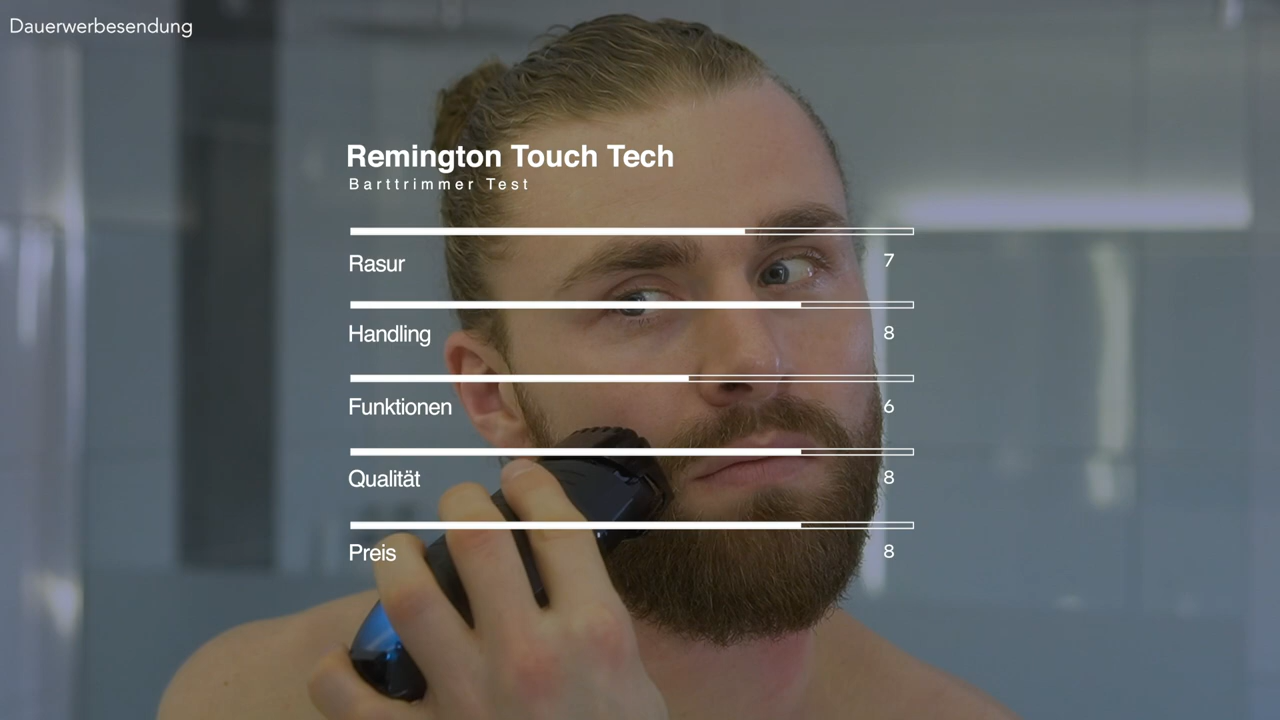 Dauerwerbesendung
Remington Touch Tech
Barttrimmer Test
Rasur 7
Handling 8
Funktionen 6
Qualität 8
Preis 8